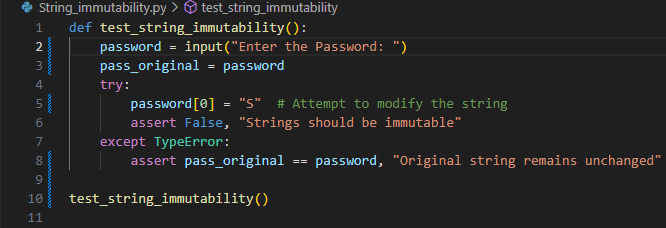 String_immutability.py > test_string_immutability
1 def test_string_immutability():
2     password = input("Enter the Password: ")
3     pass_original = password
4     try:
5         password[0] = "S"  # Attempt to modify the string
6         assert False, "Strings should be immutable"
7     except TypeError:
8         assert pass_original == password, "Original string remains unchanged"
9
10 test_string_immutability()
11